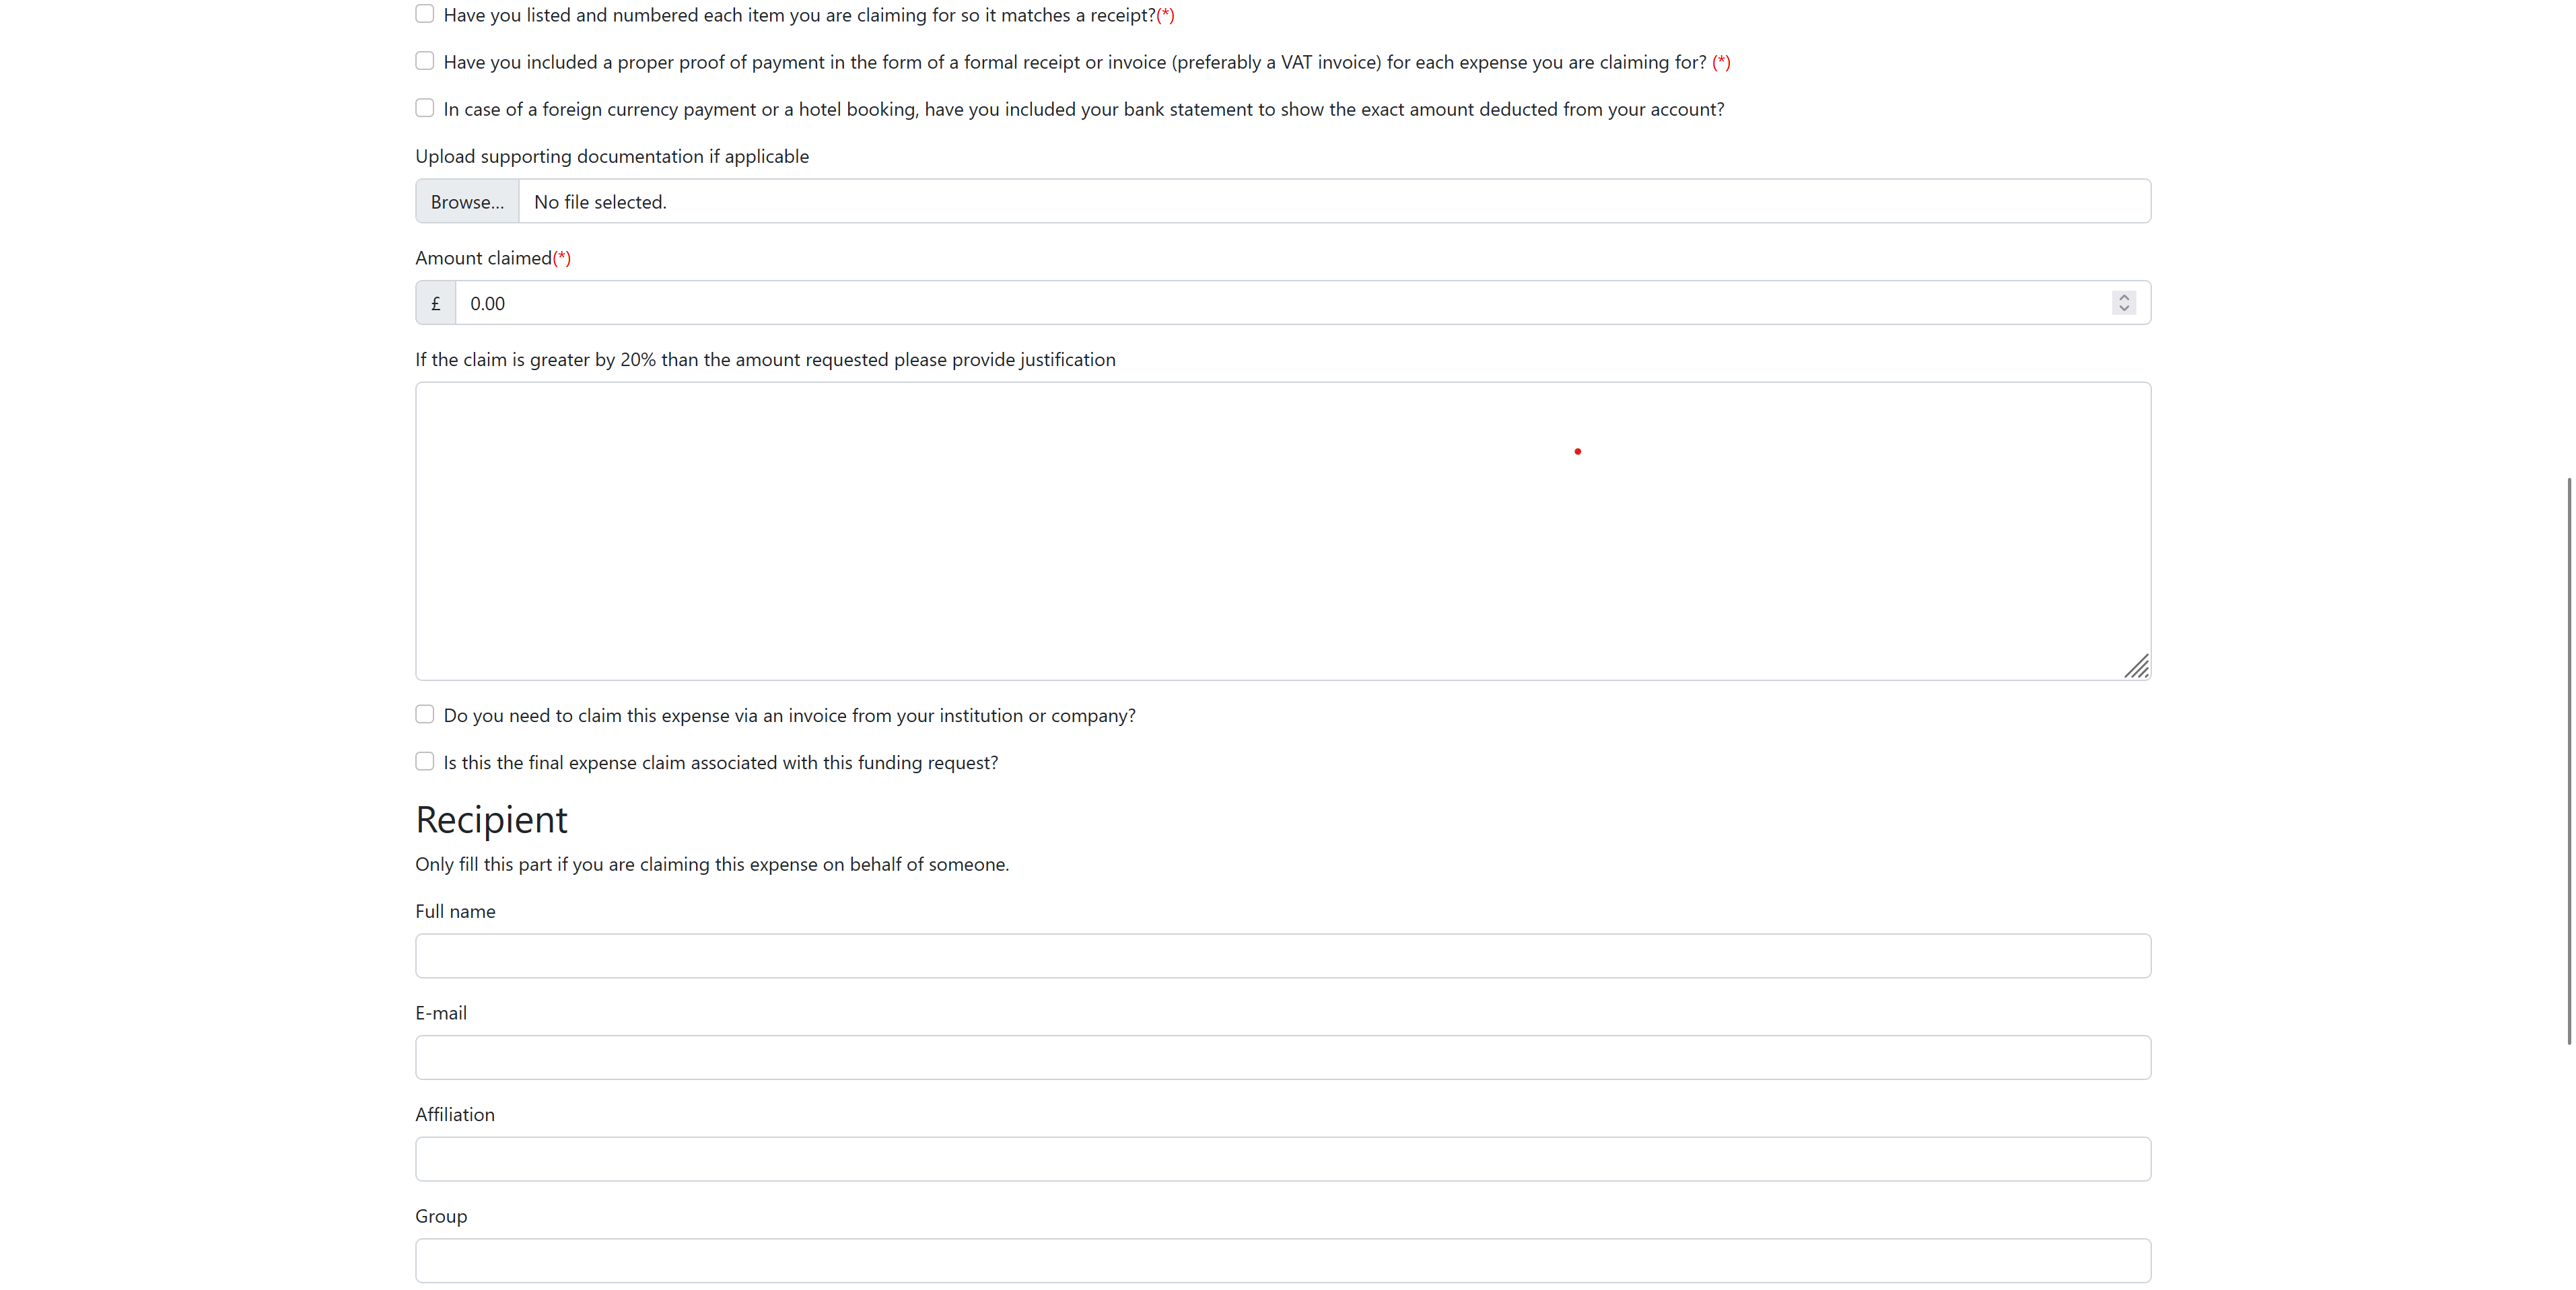 Have you listed and numbered each item you are claiming for so it matches a receipt?(*)
Have you included a proper proof of payment in the form of a formal receipt or invoice (preferably a VAT invoice) for each expense you are claiming for? (*)
In case of a foreign currency payment or a hotel booking, have you included your bank statement to show the exact amount deducted from your account?
Upload supporting documentation if applicable
Browse... No file selected.
Amount claimed(*)
£ 0.00
If the claim is greater by 20% than the amount requested please provide justification
Do you need to claim this expense via an invoice from your institution or company?
Is this the final expense claim associated with this funding request?
Recipient
Only fill this part if you are claiming this expense on behalf of someone.
Full name
E-mail
Affiliation
Group